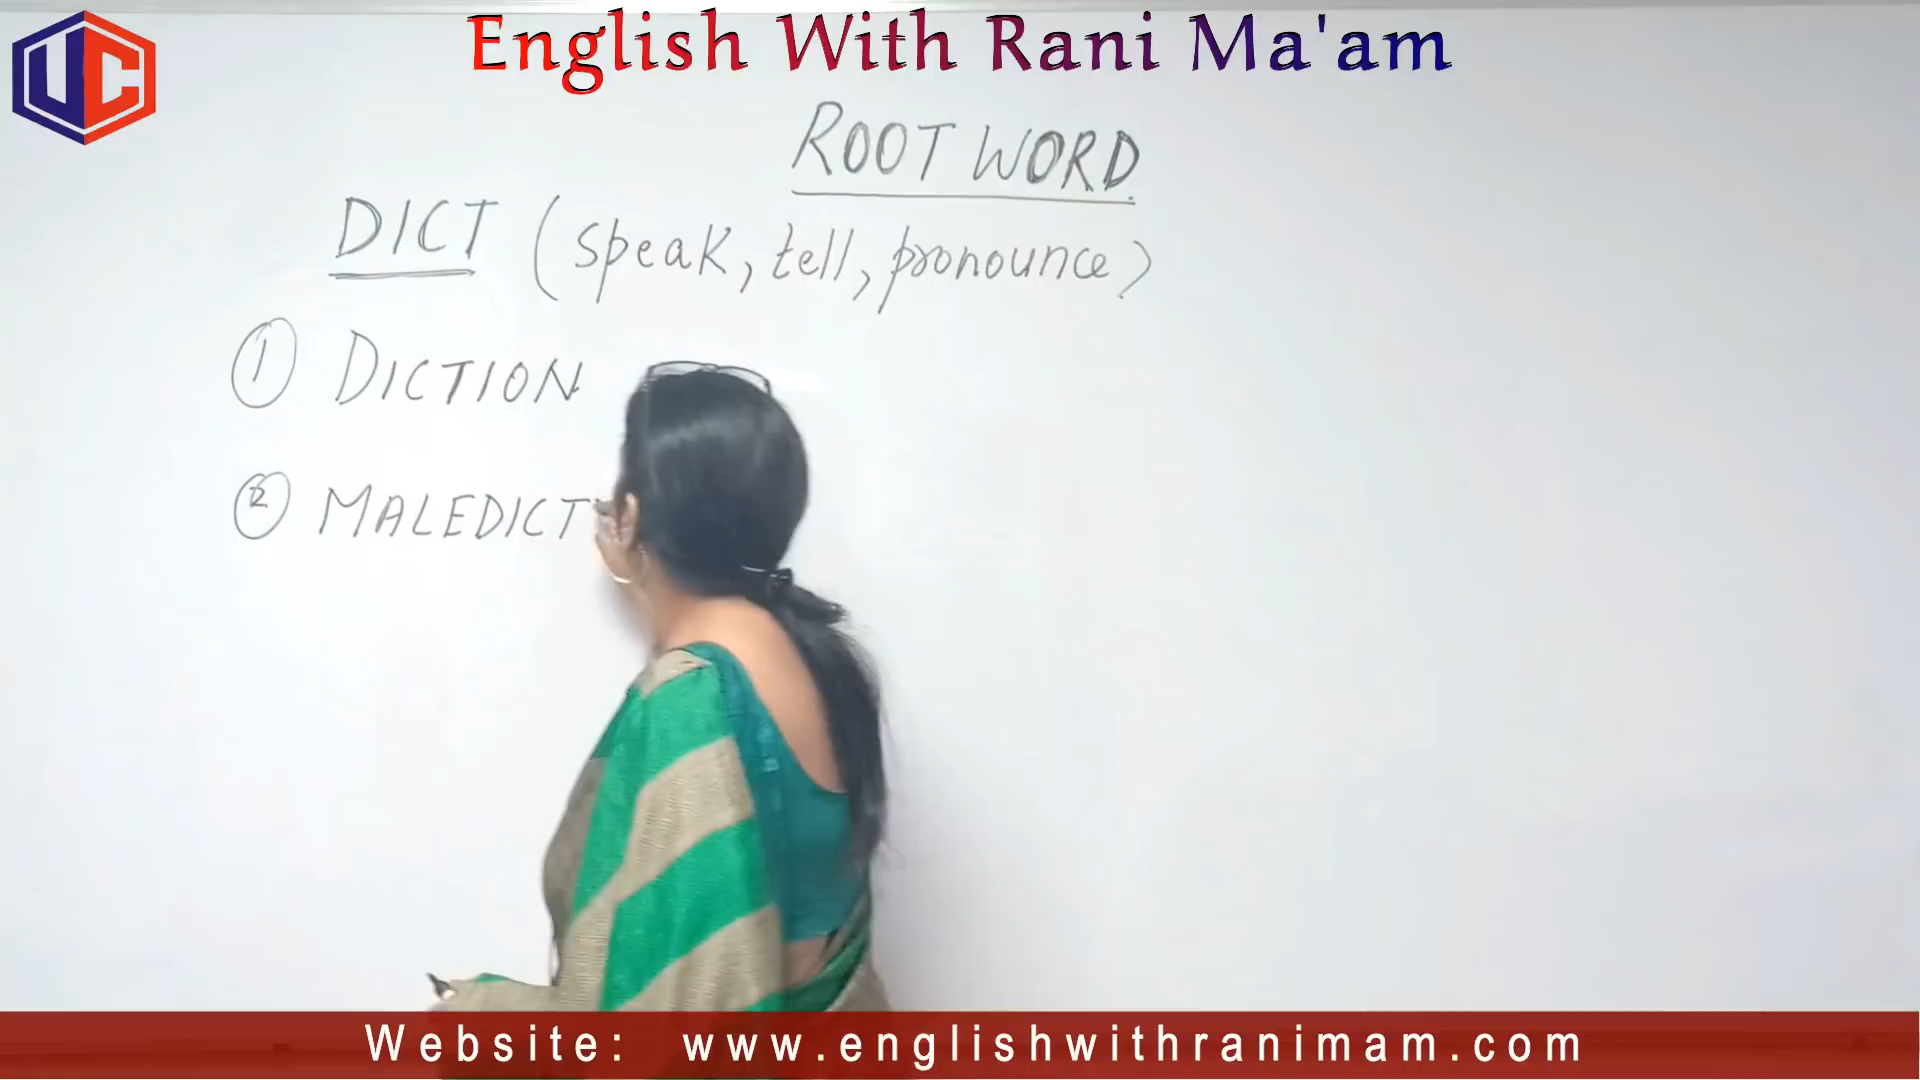 UC
English With Rani Ma'am
ROOT WORD
DICT (speak, tell, pronounce)
① DICTION
② MALEDICT
Website: www.englishwithranimam.com